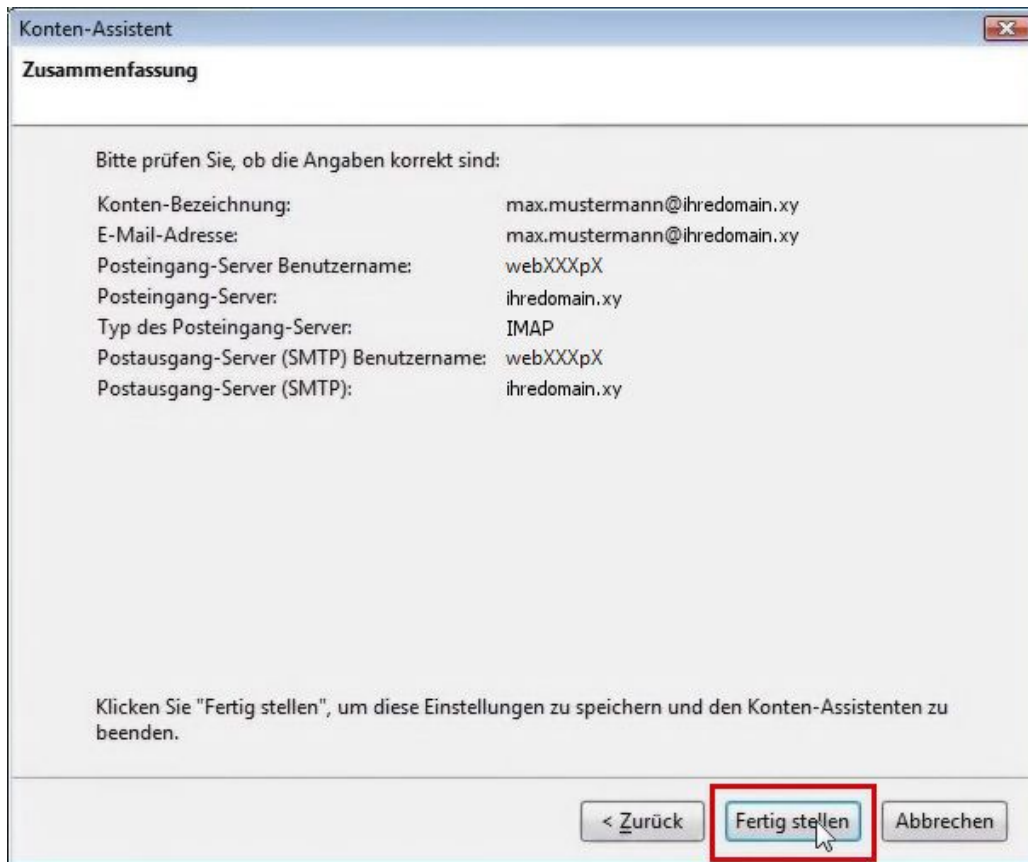 Konten-Assistent
Zusammenfassung
Bitte prüfen Sie, ob die Angaben korrekt sind:
Konten-Bezeichnung: max.mustermann@ihredomain.xy
E-Mail-Adresse: max.mustermann@ihredomain.xy
Posteingang-Server Benutzername: webXXXpX
Posteingang-Server: ihredomain.xy
Typ des Posteingang-Server: IMAP
Postausgang-Server (SMTP) Benutzername: webXXXpX
Postausgang-Server (SMTP): ihredomain.xy
Klicken Sie "Fertig stellen", um diese Einstellungen zu speichern und den Konten-Assistenten zu
beenden.
< Zurück Fertig stellen Abbrechen